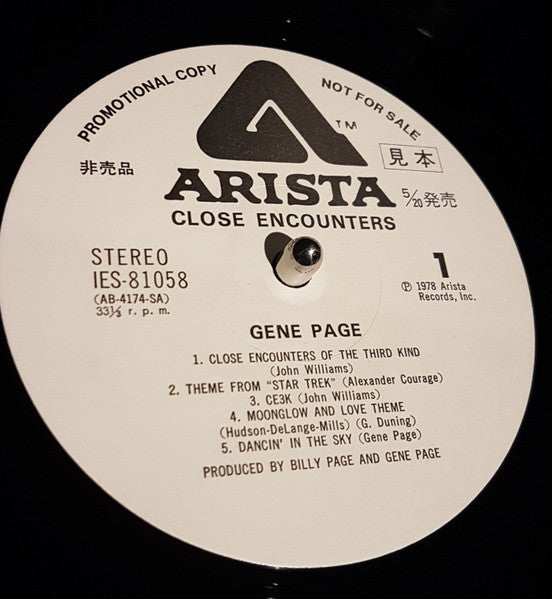 PROMOTIONAL COPY
NOT FOR SALE
TM
非売品
見本
ARISTA
5/20発売
CLOSE ENCOUNTERS
STEREO
IES-81058
(AB-4174-SA)
33⅓ r. p. m.
1
Ⓟ 1978 Arista
Records, Inc.
GENE PAGE
1. CLOSE ENCOUNTERS OF THE THIRD KIND
(John Williams)
2. THEME FROM “STAR TREK” (Alexander Courage)
3. CE3K (John Williams)
4. MOONGLOW AND LOVE THEME
(Hudson-DeLange-Mills) (G. Duning)
5. DANCIN' IN THE SKY (Gene Page)
PRODUCED BY BILLY PAGE AND GENE PAGE